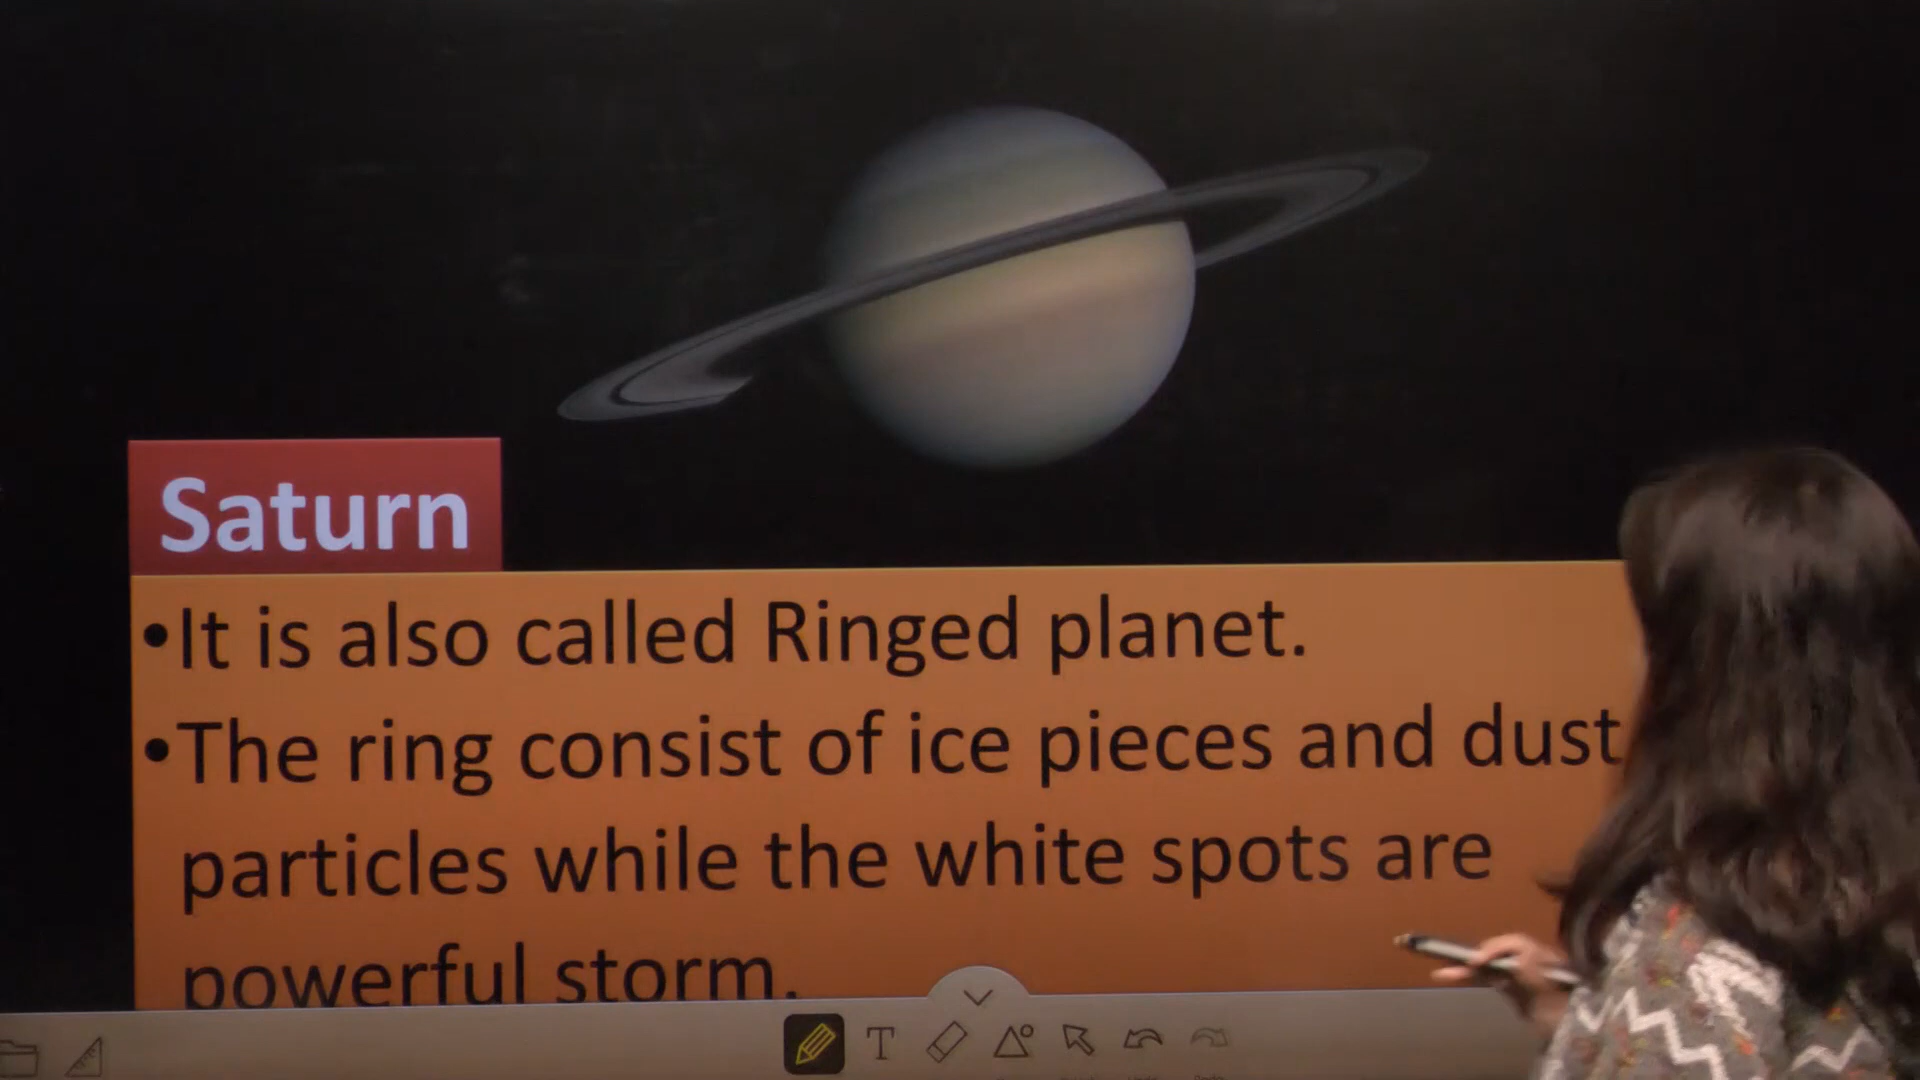 Saturn
•It is also called Ringed planet.
•The ring consist of ice pieces and dust
particles while the white spots are
powerful storm.
T